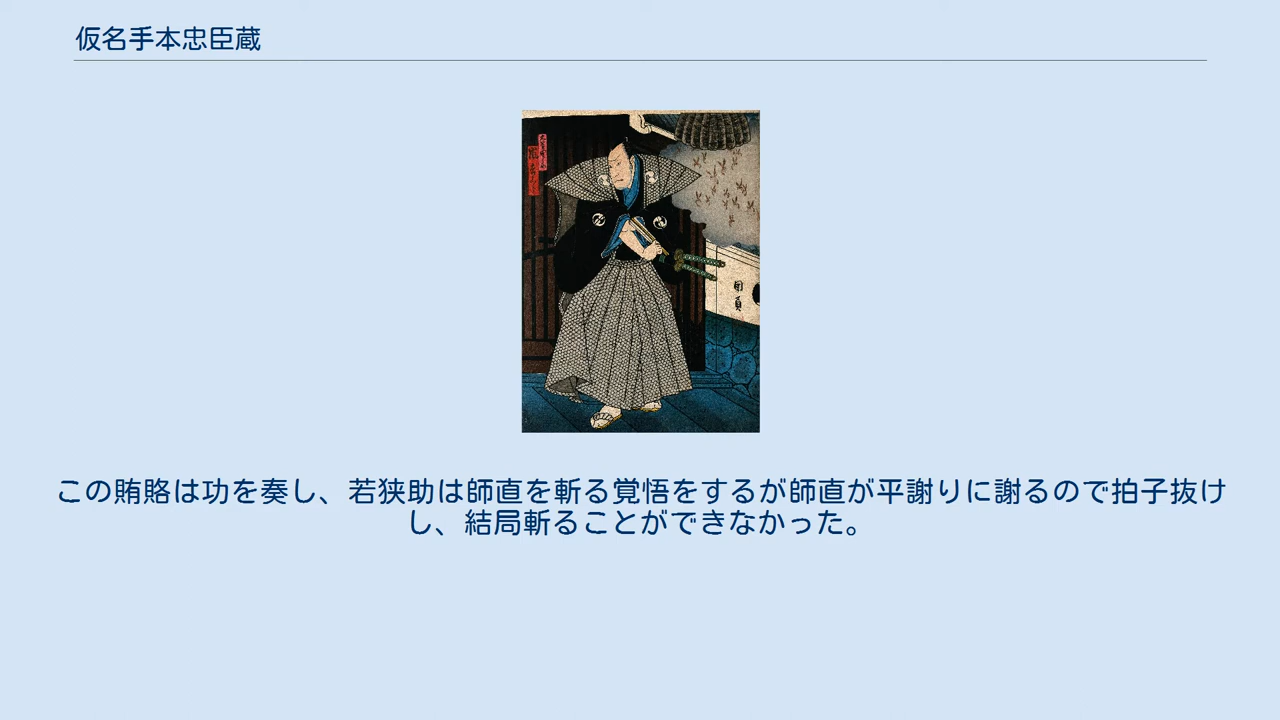 仮名手本忠臣蔵
國貞
この賄賂は功を奏し、若狭助は師直を斬る覚悟をするが師直が平謝りに謝るので拍子抜け
し、結局斬ることができなかった。